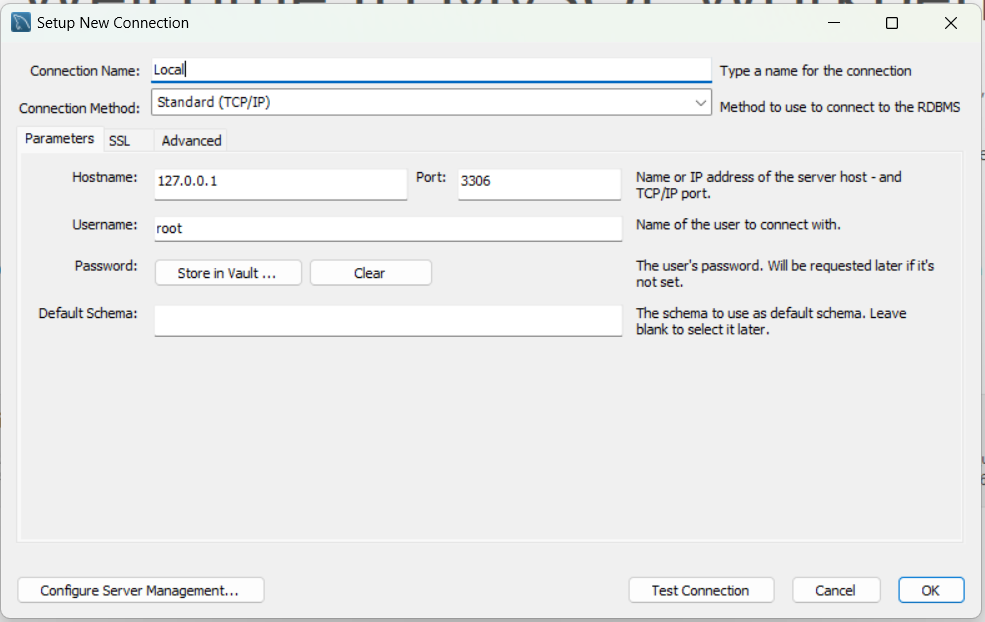 Setup New Connection
Connection Name: Local Type a name for the connection
Connection Method: Standard (TCP/IP) Method to use to connect to the RDBMS
Parameters SSL Advanced
Hostname: 127.0.0.1 Port: 3306 Name or IP address of the server host - and
TCP/IP port.
Username: root Name of the user to connect with.
Password: Store in Vault ... Clear The user's password. Will be requested later if it's
not set.
Default Schema: The schema to use as default schema. Leave
blank to select it later.
Configure Server Management... Test Connection Cancel OK